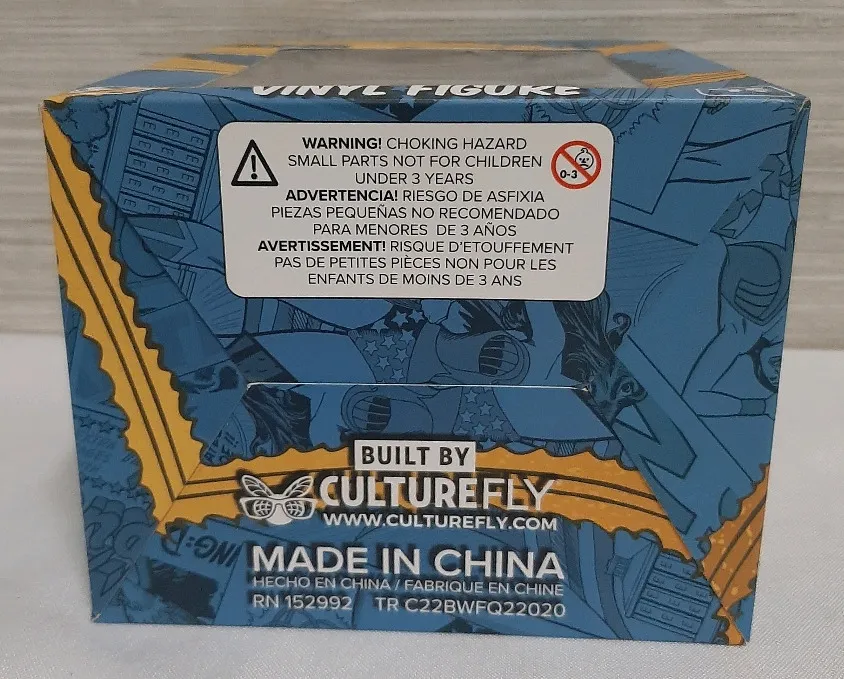 VINYL FIGURE
WARNING! CHOKING HAZARD
SMALL PARTS NOT FOR CHILDREN
UNDER 3 YEARS
0-3
ADVERTENCIA! RIESGO DE ASFIXIA
PIEZAS PEQUEÑAS NO RECOMENDADO
PARA MENORES DE 3 AÑOS
AVERTISSEMENT! RISQUE D'ETOUFFEMENT
PAS DE PETITES PIÈCES NON POUR LES
ENFANTS DE MOINS DE 3 ANS
BUILT BY
CULTUREFLY
WWW.CULTUREFLY.COM
MADE IN CHINA
HECHO EN CHINA / FABRIQUE EN CHINE
RN 152992 TR C22BWFQ22020